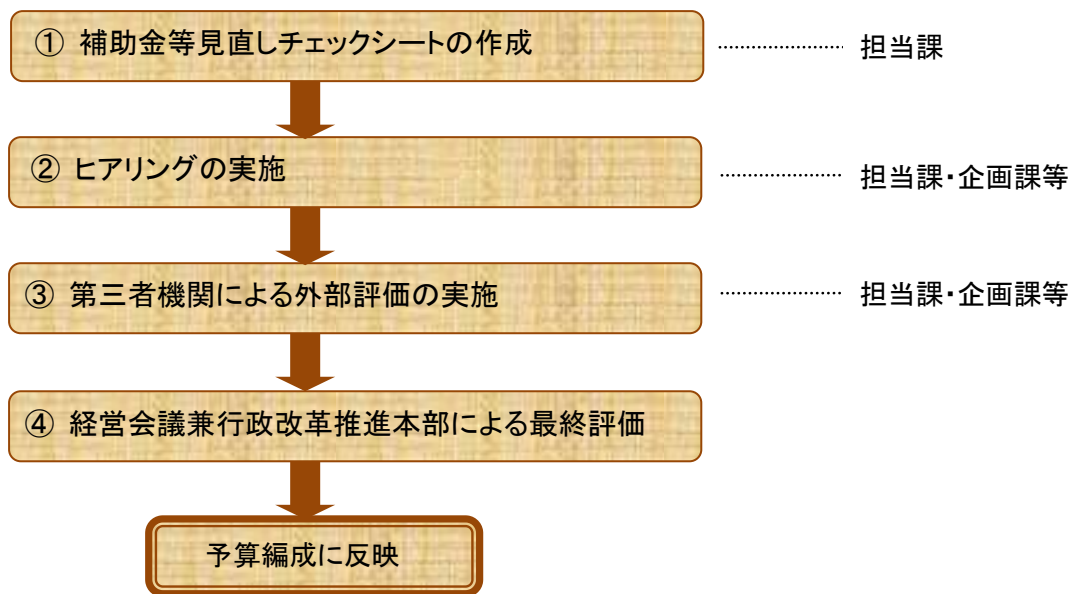 ① 補助金等見直しチェックシートの作成 ‥‥‥‥‥‥‥ 担当課
② ヒアリングの実施 ‥‥‥‥‥‥‥ 担当課・企画課等
③ 第三者機関による外部評価の実施 ‥‥‥‥‥‥‥ 担当課・企画課等
④ 経営会議兼行政改革推進本部による最終評価
予算編成に反映